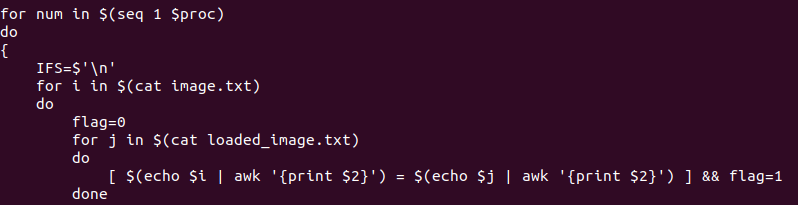 for num in $(seq 1 $proc)
do
{
    IFS=$'\n'
    for i in $(cat image.txt)
    do
        flag=0
        for j in $(cat loaded_image.txt)
        do
            [ $(echo $i | awk '{print $2}') = $(echo $j | awk '{print $2}') ] && flag=1
        done